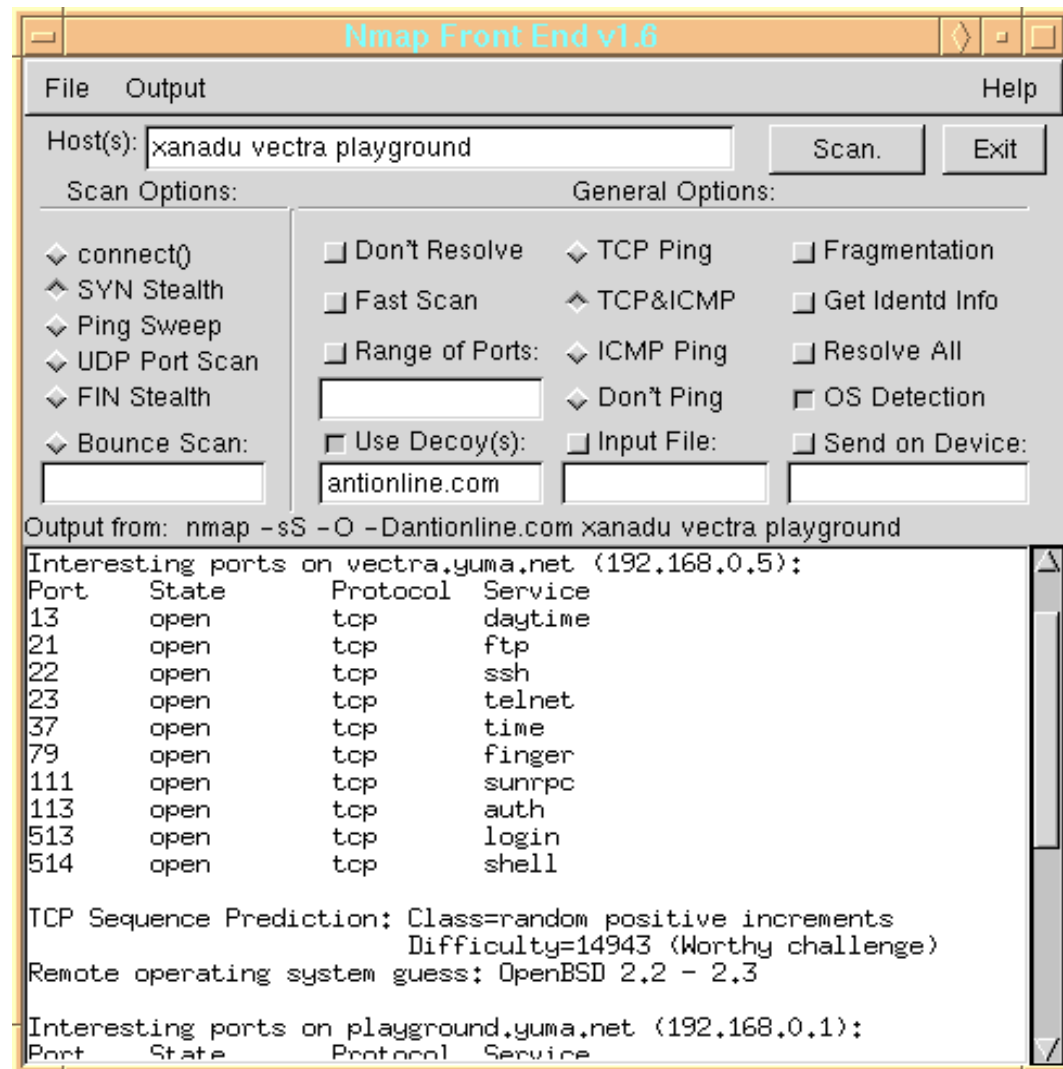 Nmap Front End v1.6
File Output Help
Host(s): xanadu vectra playground Scan. Exit
Scan Options: General Options:
connect() Don't Resolve TCP Ping Fragmentation
SYN Stealth Fast Scan TCP&ICMP Get Identd Info
Ping Sweep Range of Ports: ICMP Ping Resolve All
UDP Port Scan
FIN Stealth Don't Ping OS Detection
Bounce Scan: Use Decoy(s): Input File: Send on Device:
antionline.com
Output from: nmap -sS -O -Dantionline.com xanadu vectra playground
Interesting ports on vectra.yuma.net (192.168.0.5):
Port State Protocol Service
13 open tcp daytime
21 open tcp ftp
22 open tcp ssh
23 open tcp telnet
37 open tcp time
79 open tcp finger
111 open tcp sunrpc
113 open tcp auth
513 open tcp login
514 open tcp shell
TCP Sequence Prediction: Class=random positive increments
Difficulty=14943 (Worthy challenge)
Remote operating system guess: OpenBSD 2.2 - 2.3
Interesting ports on playground.yuma.net (192.168.0.1):
Port State Protocol Service